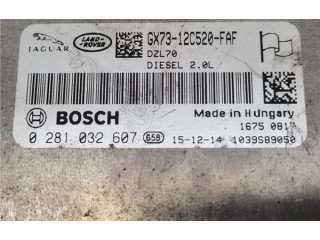 JAGUAR
LAND-ROVER
GX73-12C520-FAF
DZL70
DIESEL 2.0L
BOSCH
Made in Hungary
1675 081
0 281 032 607 658 15-12-14 1039S89050